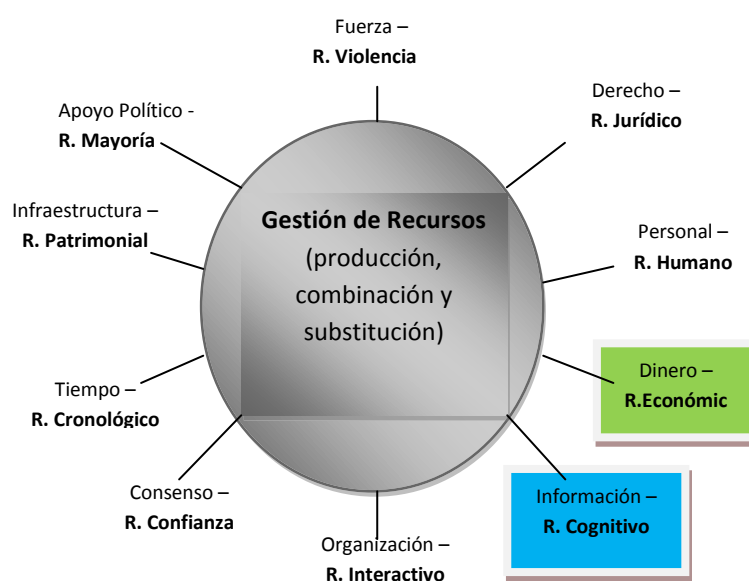 Fuerza –
R. Violencia
Derecho –
R. Jurídico
Personal –
R. Humano
Dinero –
R.Económic
Información –
R. Cognitivo
Organización –
R. Interactivo
Consenso –
R. Confianza
Tiempo –
R. Cronológico
Infraestructura –
R. Patrimonial
Apoyo Político -
R. Mayoría
Gestión de Recursos
(producción,
combinación y
substitución)